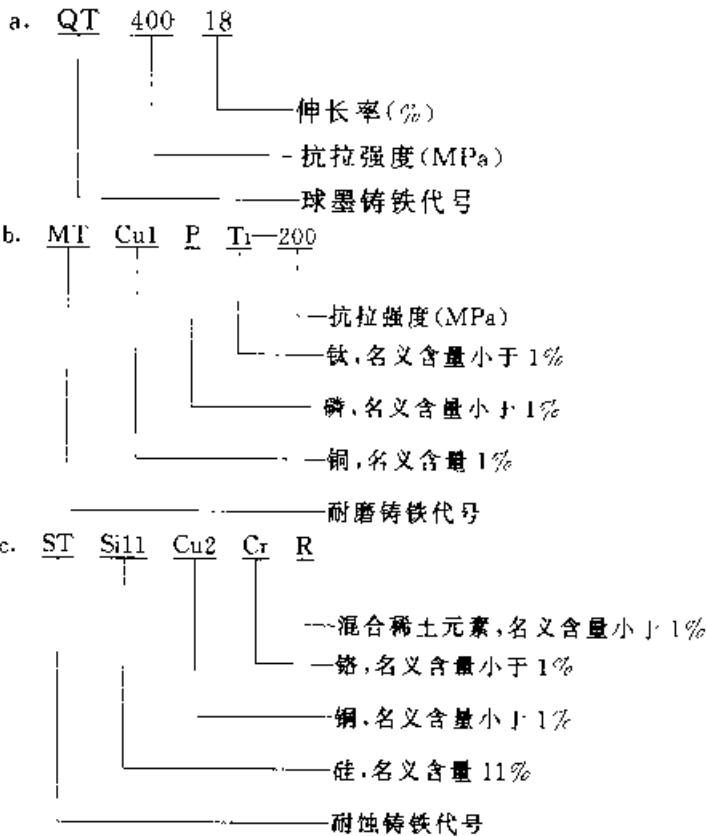 a. QT 400 18
伸长率(%)
抗拉强度(MPa)
球墨铸铁代号
b. MT Cu1 P Ti—200
抗拉强度(MPa)
钛,名义含量小于 1%
磷,名义含量小于 1%
铜,名义含量 1%
耐磨铸铁代号
c. ST Si11 Cu2 Cr R
混合稀土元素,名义含量小于 1%
铬,名义含量小于 1%
铜,名义含量小于 1%
硅,名义含量 11%
耐蚀铸铁代号